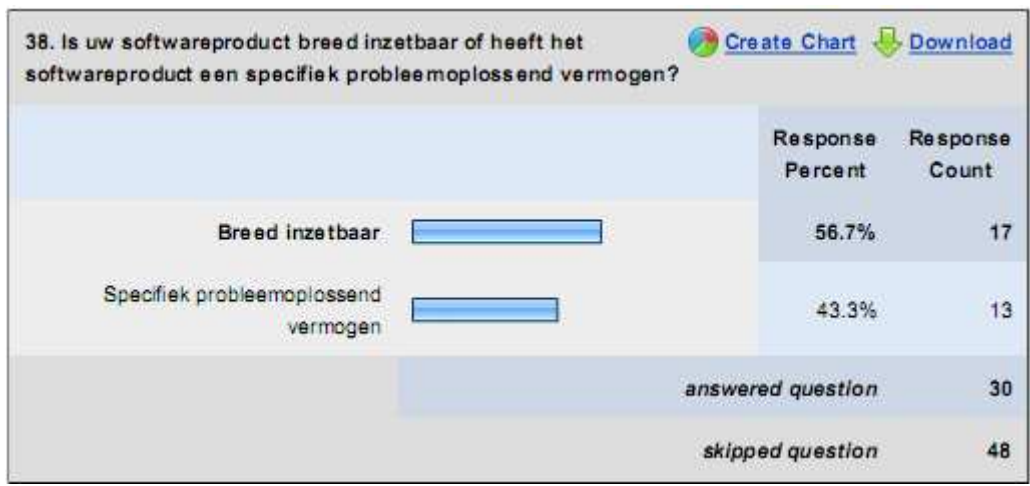 38. Is uw softwareproduct breed inzetbaar of heeft het
softwareproduct een specifiek probleemoplossend vermogen?
Create Chart Download
Response Percent
Response Count
Breed inzetbaar 56.7% 17
Specifiek probleemoplossend
vermogen 43.3% 13
answered question 30
skipped question 48